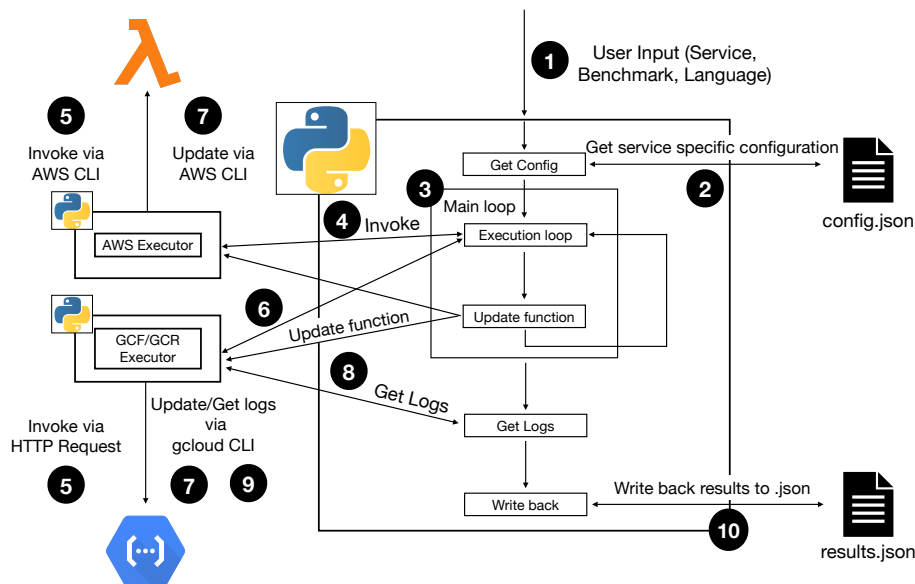 1
User Input (Service,
Benchmark, Language)
5
7
Invoke via
AWS CLI
Update via
AWS CLI
Get Config
Get service specific configuration
2
config.json
3
Main loop
4
Invoke
AWS Executor
Execution loop
6
Update function
Update function
GCF/GCR
Executor
8
Get Logs
Get Logs
Invoke via
HTTP Request
5
Update/Get logs
via
gcloud CLI
7
9
Write back
Write back results to .json
10
results.json
{···}